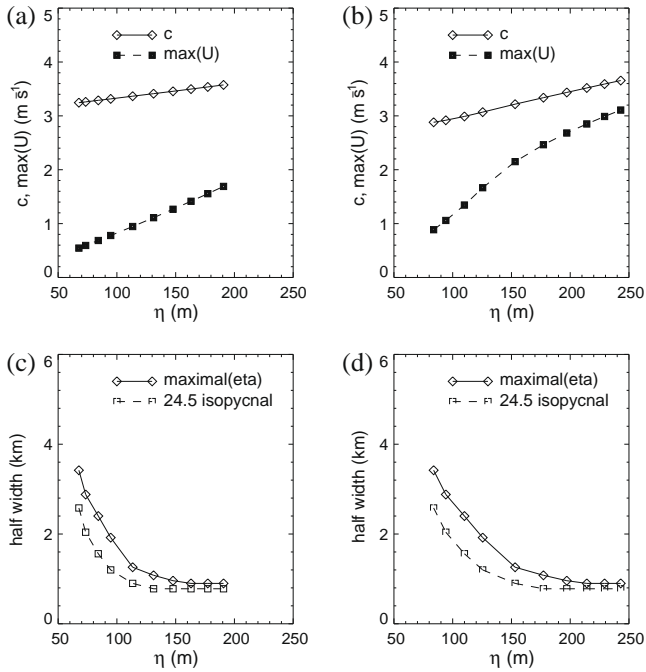 (a)
5
4
3
2
1
0
c
max(U)
c, max(U) (m s̄¹)
50 100 150 200 250
η (m)
(b)
5
4
3
2
1
0
c
max(U)
c, max(U) (m s̄¹)
50 100 150 200 250
η (m)
(c)
6
4
2
0
maximal(eta)
24.5 isopycnal
half width (km)
50 100 150 200 250
η (m)
(d)
6
4
2
0
maximal(eta)
24.5 isopycnal
half width (km)
50 100 150 200 250
η (m)